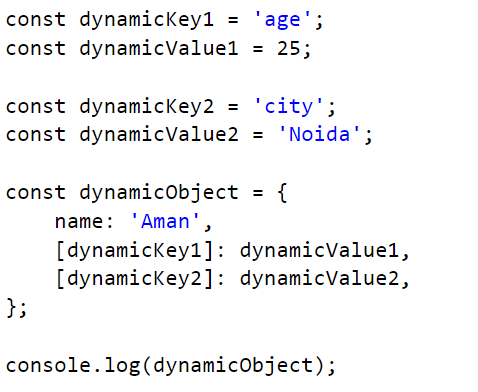 const dynamicKey1 = 'age';
const dynamicValue1 = 25;

const dynamicKey2 = 'city';
const dynamicValue2 = 'Noida';

const dynamicObject = {
    name: 'Aman',
    [dynamicKey1]: dynamicValue1,
    [dynamicKey2]: dynamicValue2,
};

console.log(dynamicObject);